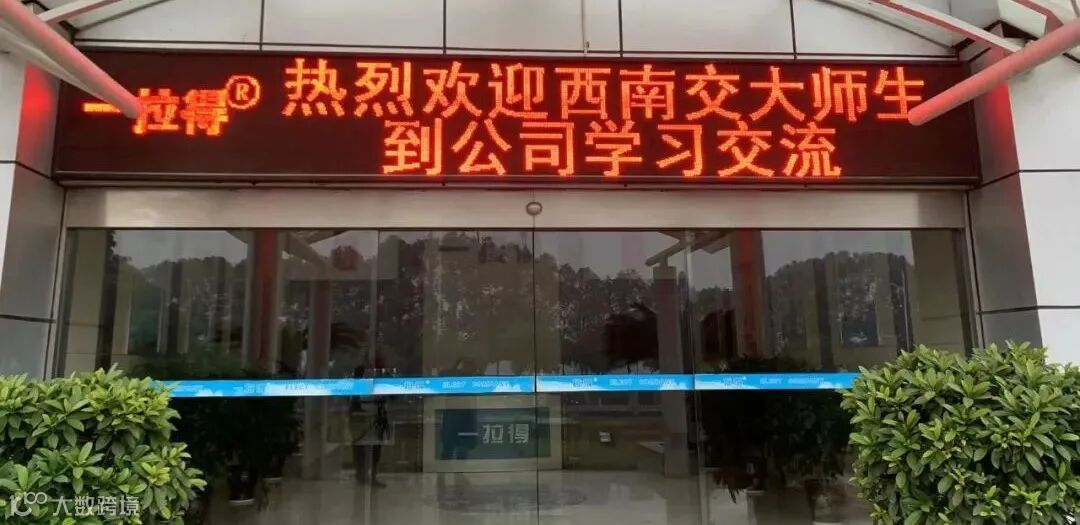 一拉得® 热烈欢迎西南交大师生
到公司学习交流
一拉得
大数跨境